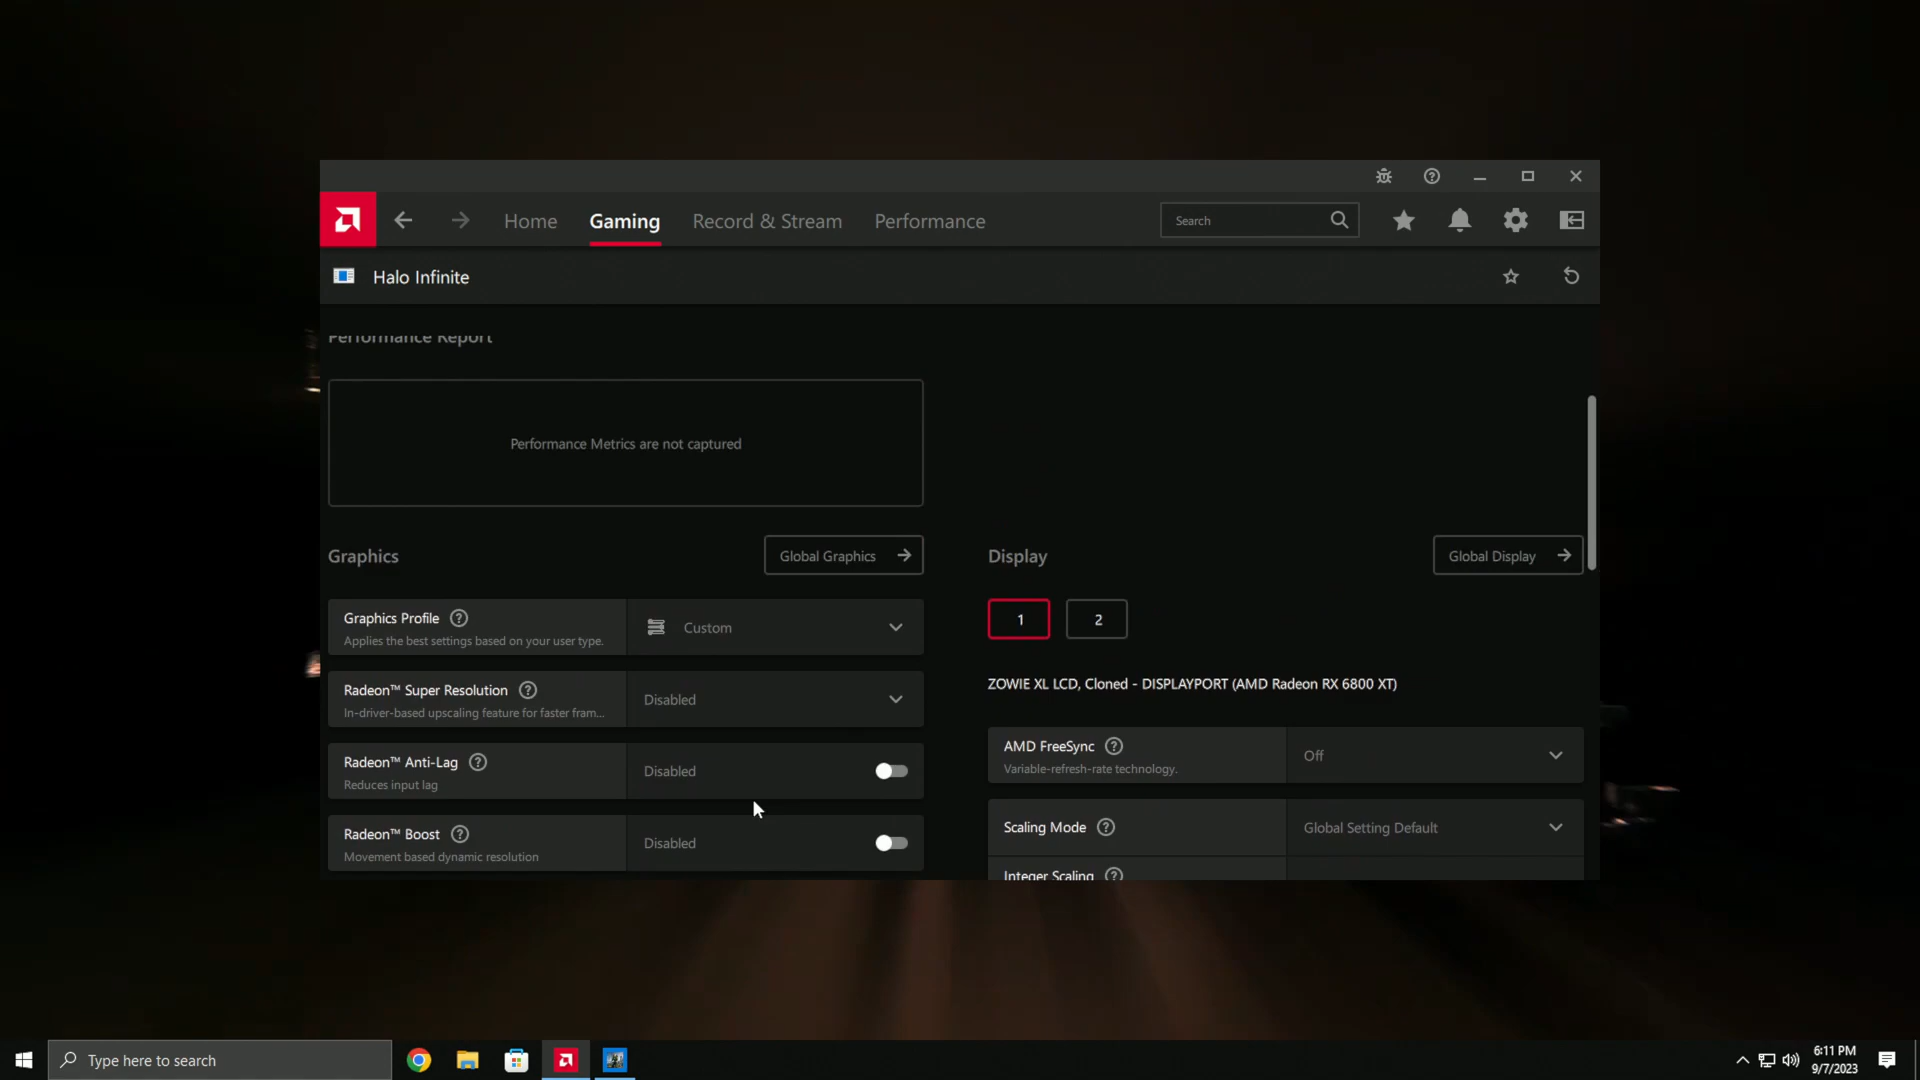 Home
Gaming
Record & Stream
Performance
Search
Halo Infinite
Performance Report
Performance Metrics are not captured
Graphics
Global Graphics
Graphics Profile
Applies the best settings based on your user type.
Custom
Radeon™ Super Resolution
In-driver-based upscaling feature for faster fram...
Disabled
Radeon™ Anti-Lag
Reduces input lag
Disabled
Radeon™ Boost
Movement based dynamic resolution
Disabled
Display
Global Display
1
2
ZOWIE XL LCD, Cloned - DISPLAYPORT (AMD Radeon RX 6800 XT)
AMD FreeSync
Variable-refresh-rate technology.
Off
Scaling Mode
Global Setting Default
Integer Scaling
Type here to search
6:11 PM
9/7/2023